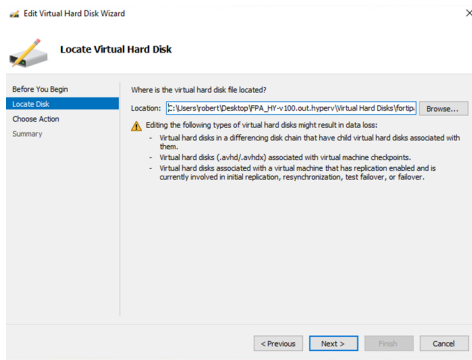 Edit Virtual Hard Disk Wizard
Locate Virtual Hard Disk
Before You Begin
Locate Disk
Choose Action
Summary
Where is the virtual hard disk file located?
Location: C:\Users\robert\Desktop\FPA_HY-v100.out.hyperv\Virtual Hard Disks\fortip Browse...
Editing the following types of virtual hard disks might result in data loss:
- Virtual hard disks in a differencing disk chain that have child virtual hard disks associated with
them.
- Virtual hard disks (.avhd/.avhdx) associated with virtual machine checkpoints.
- Virtual hard disks associated with a virtual machine that has replication enabled and is
currently involved in initial replication, resynchronization, test failover, or failover.
< Previous Next > Finish Cancel